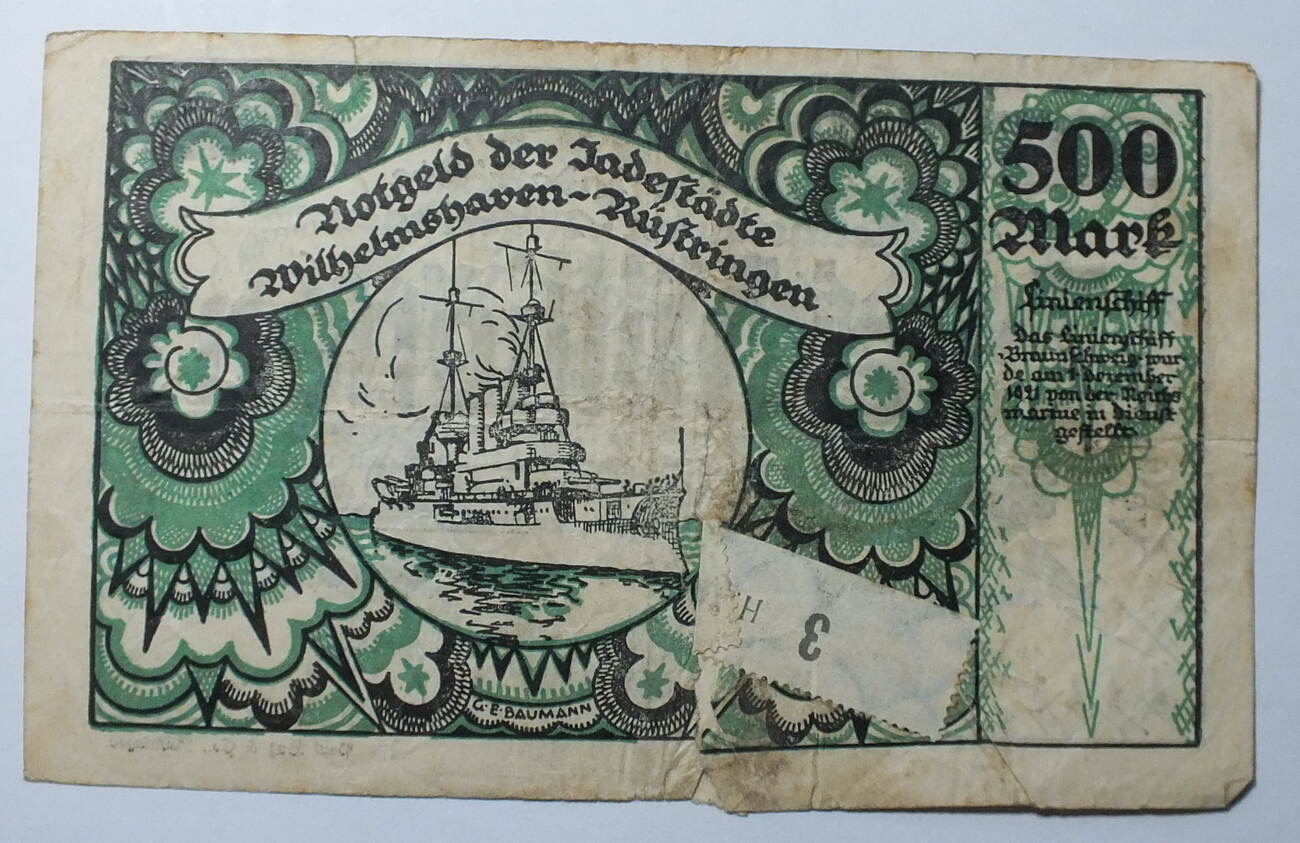 Notgeld der Jadestädte
Wilhelmshaven-Rüstringen
500
Mark
Linienschiff
Das Linienschiff
„Braunschweig“ wur-
de am 1. Dezember
1921 von der Reichs
marine in Dienst
gestellt.
G·E·BAUMANN
3
H